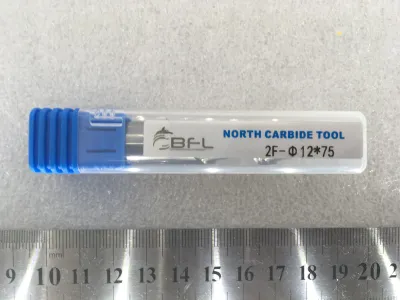 BFL
NORTH CARBIDE TOOL
2F-Φ12*75
9 10 mm 11 12 13 14 15 16 17 18 19 20